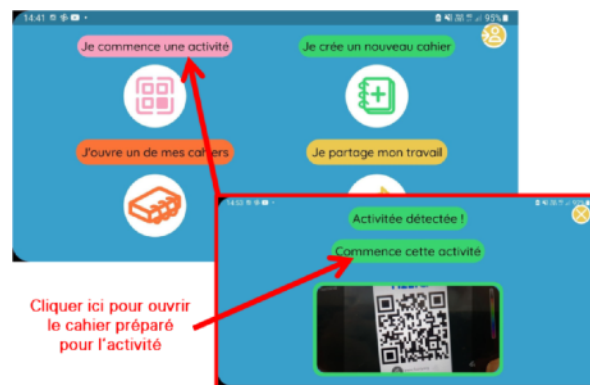 14:41
95%
Je commence une activité
Je crée un nouveau cahier
J'ouvre un de mes cahiers
Je partage mon travail
14:53
Activitée détectée !
Commence cette activité
Cliquer ici pour ouvrir
le cahier préparé
pour l'activité